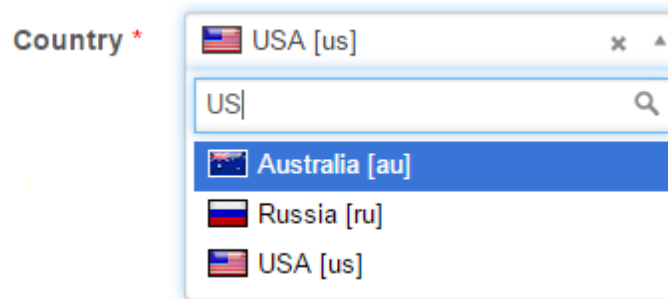 Country *
USA [us]
US
Australia [au]
Russia [ru]
USA [us]